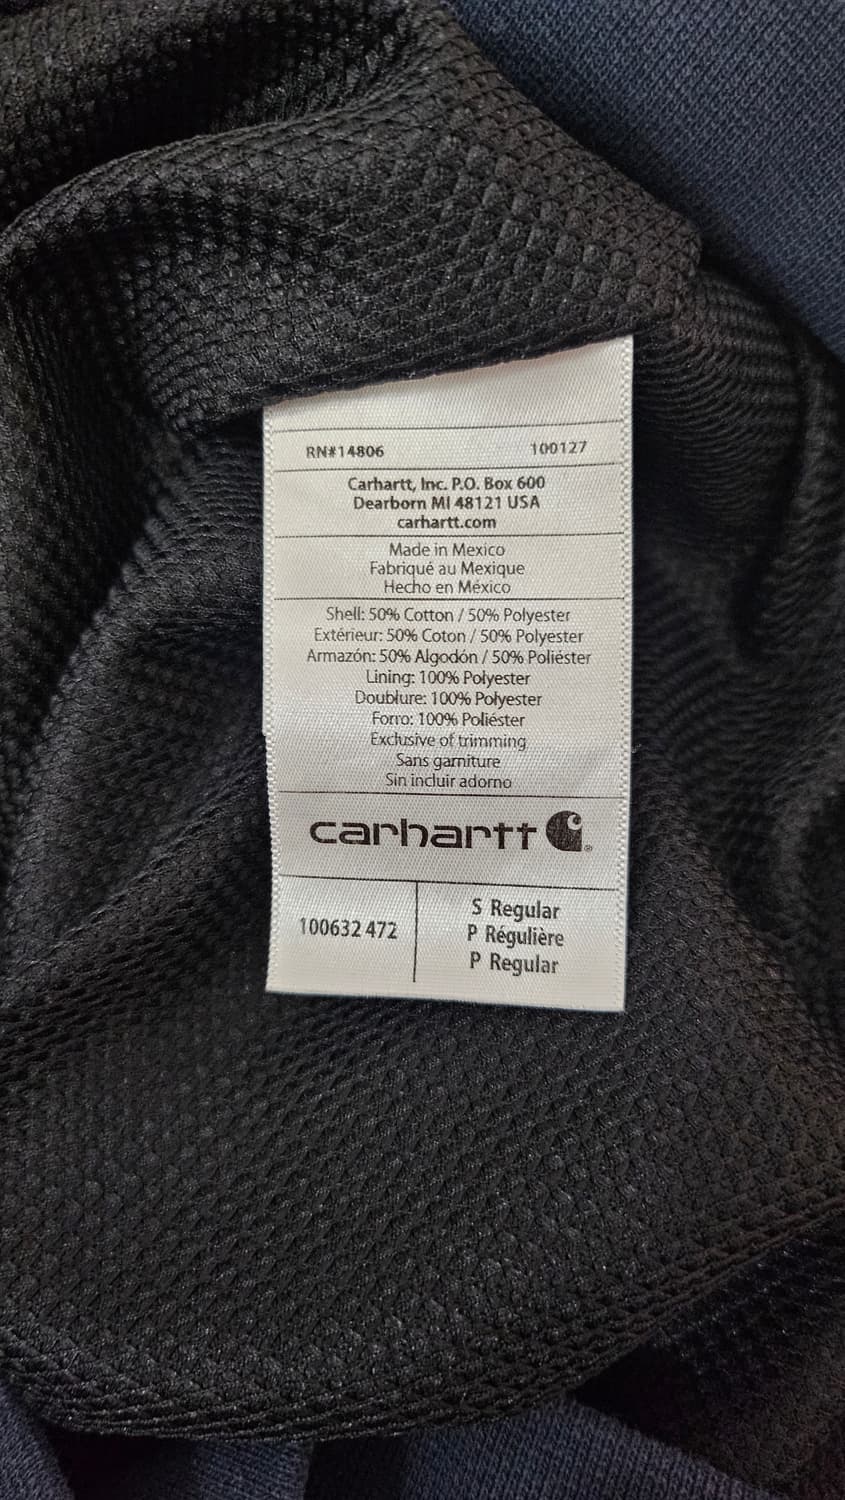 RN#14806 100127
Carhartt, Inc. P.O. Box 600
Dearborn MI 48121 USA
carhartt.com
Made in Mexico
Fabriqué au Mexique
Hecho en México
Shell: 50% Cotton / 50% Polyester
Extérieur: 50% Coton / 50% Polyester
Armazón: 50% Algodón / 50% Poliéster
Lining: 100% Polyester
Doublure: 100% Polyester
Forro: 100% Poliéster
Exclusive of trimming
Sans garniture
Sin incluir adorno
carhartt®
100632 472
S Regular
P Régulière
P Regular